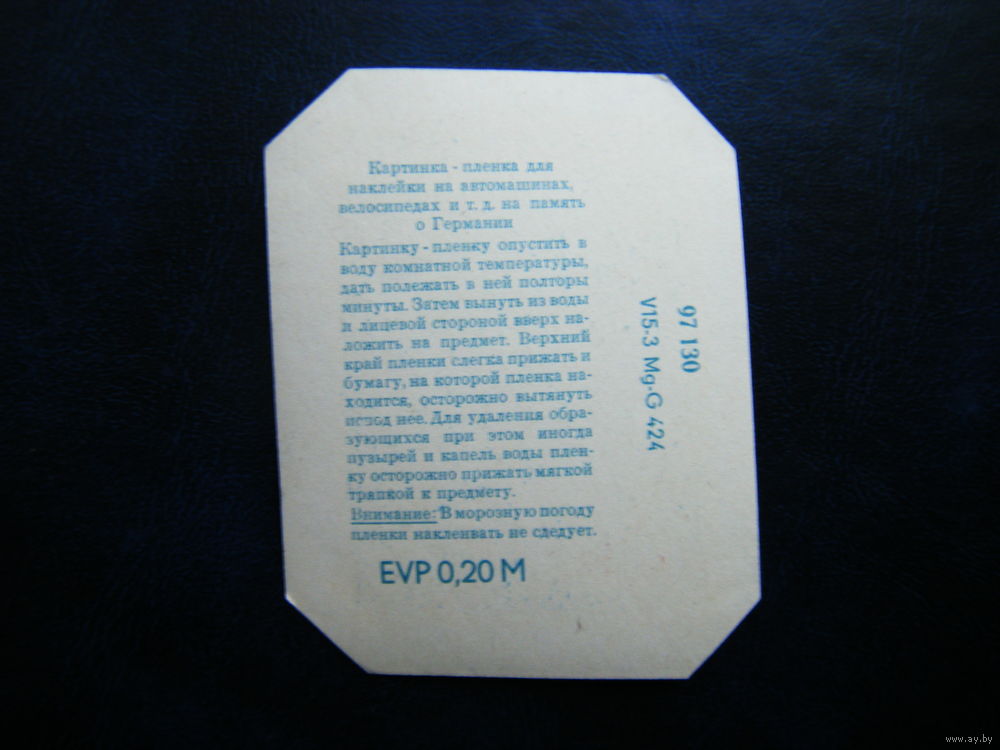 Картинка - пленка для
наклейки на автомашинах,
велосипедах и т. д. на память
о Германии
Картинку - пленку опустить в
воду комнатной температуры,
дать полежать в ней полторы
минуты. Затем вынуть из воды
и лицевой стороной вверх на-
ложить на предмет. Верхний
край пленки слегка прижать и
бумагу, на которой пленка на-
ходится, осторожно вытянуть
испод нее. Для удаления обра-
зующихся при этом иногда
пузырей и капель воды плен-
ку осторожно прижать мягкой
тряпкой к предмету.
Внимание: В морозную погоду
пленки наклеивать не следует.
EVP 0,20 M
97 130
V15-3 Mg-G 424
www.ay.by